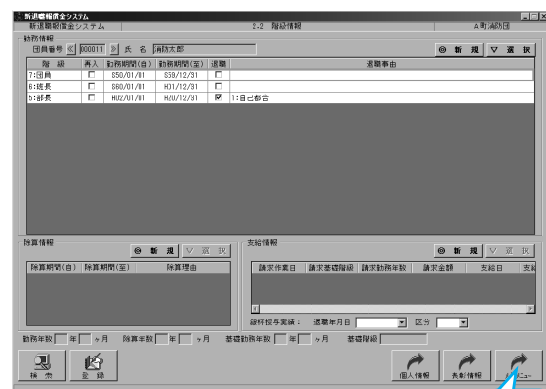 新退職報償金システム
新退職報償金システム 2-2 階級情報 A町消防団
勤務情報
団員番号 000011 氏 名 消防太郎 ◎ 新 規 ▽ 選 択
階 級 再入 勤務期間(自) 勤務期間(至) 退職 退職事由
7:団員 S50/01/01 S59/12/31
6:班長 S60/01/01 H01/12/31
5:部長 H02/01/01 H20/12/31 1:自己都合
除算情報 支給情報
◎ 新 規 ▽ 選 択 ◎ 新 規 ▽ 選 択
除算期間(自) 除算期間(至) 除算理由 請求作業日 請求基礎階級 請求勤務年数 請求金額 支給日 支給
銀杯授与実績: 退職年月日 区分
勤務年数 年 ヶ月 除算年数 年 ヶ月 基礎勤務年数 年 ヶ月 基礎階級
検 索 登 録 個人情報 表彰情報